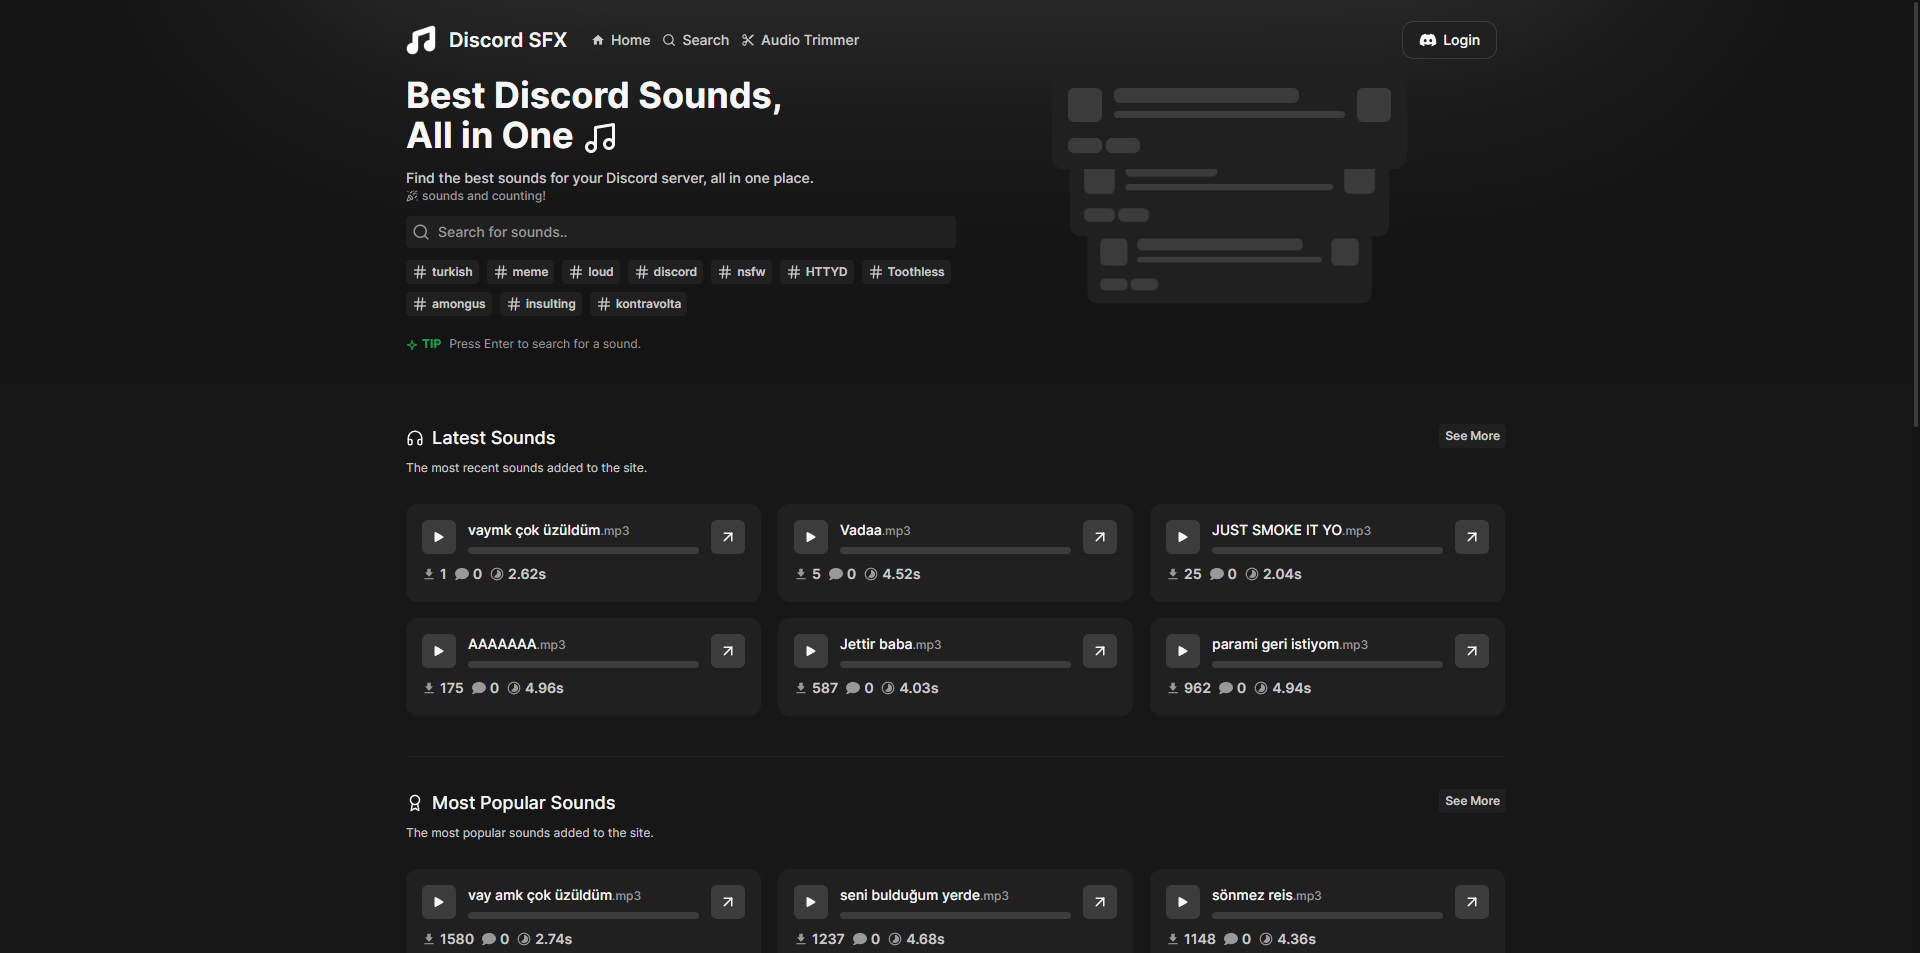 Discord SFX Home Search Audio Trimmer Login
Best Discord Sounds,
All in One
Find the best sounds for your Discord server, all in one place.
sounds and counting!
Search for sounds..
# turkish # meme # loud # discord # nsfw # HTTYD # Toothless
# amongus # insulting # kontravolta
TIP Press Enter to search for a sound.
Latest Sounds See More
The most recent sounds added to the site.
vaymk çok üzüldüm.mp3
1 0 2.62s
Vadaa.mp3
5 0 4.52s
JUST SMOKE IT YO.mp3
25 0 2.04s
AAAAAAA.mp3
175 0 4.96s
Jettir baba.mp3
587 0 4.03s
parami geri istiyom.mp3
962 0 4.94s
Most Popular Sounds See More
The most popular sounds added to the site.
vay amk çok üzüldüm.mp3
1580 0 2.74s
seni bulduğum yerde.mp3
1237 0 4.68s
sönmez reis.mp3
1148 0 4.36s